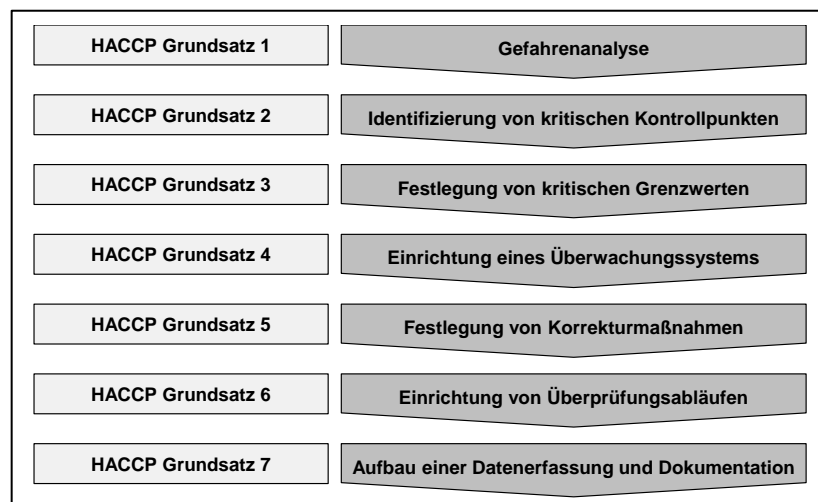 HACCP Grundsatz 1
Gefahrenanalyse
HACCP Grundsatz 2
Identifizierung von kritischen Kontrollpunkten
HACCP Grundsatz 3
Festlegung von kritischen Grenzwerten
HACCP Grundsatz 4
Einrichtung eines Überwachungssystems
HACCP Grundsatz 5
Festlegung von Korrekturmaßnahmen
HACCP Grundsatz 6
Einrichtung von Überprüfungsabläufen
HACCP Grundsatz 7
Aufbau einer Datenerfassung und Dokumentation